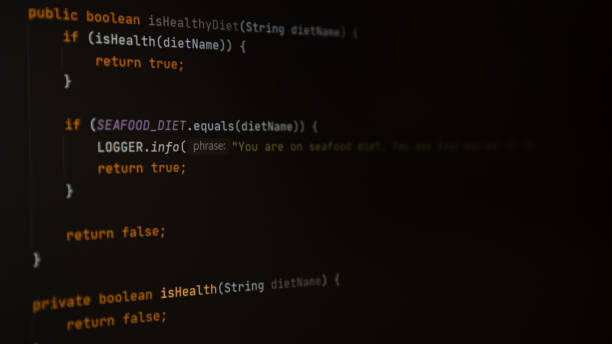 public boolean isHealthyDiet(String dietName) {
if (isHealth(dietName)) {
return true;
}
if (SEAFOOD_DIET.equals(dietName)) {
LOGGER.info( phrase: "You are on seafood diet. You
return true;
}
return false;
}
private boolean isHealth(String dietName) {
return false;